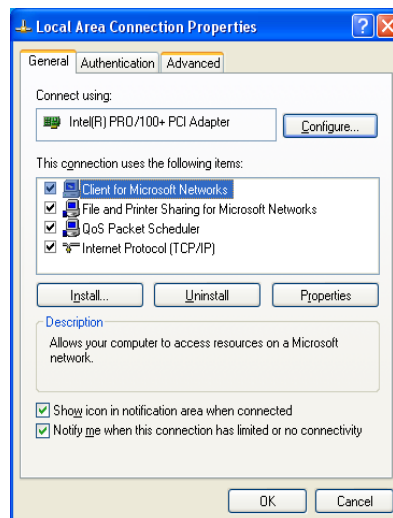 Local Area Connection Properties
General Authentication Advanced
Connect using:
Intel(R) PRO/100+ PCI Adapter Configure...
This connection uses the following items:
Client for Microsoft Networks
File and Printer Sharing for Microsoft Networks
QoS Packet Scheduler
Internet Protocol (TCP/IP)
Install... Uninstall Properties
Description
Allows your computer to access resources on a Microsoft
network.
Show icon in notification area when connected
Notify me when this connection has limited or no connectivity
OK Cancel